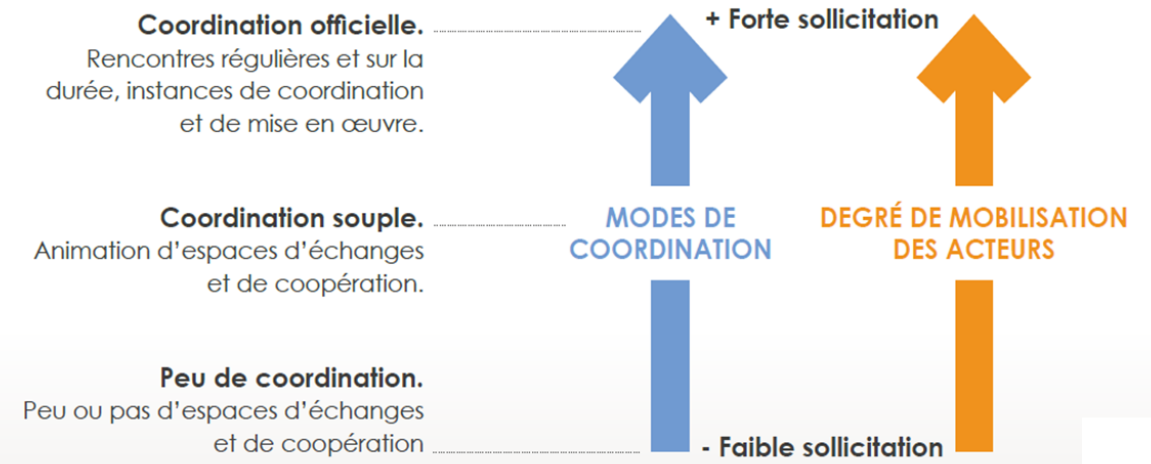 Coordination officielle.
Rencontres régulières et sur la
durée, instances de coordination
et de mise en œuvre.
Coordination souple.
Animation d’espaces d’échanges
et de coopération.
Peu de coordination.
Peu ou pas d’espaces d’échanges
et de coopération
+ Forte sollicitation
MODES DE
COORDINATION
- Faible sollicitation
DEGRÉ DE MOBILISATION
DES ACTEURS